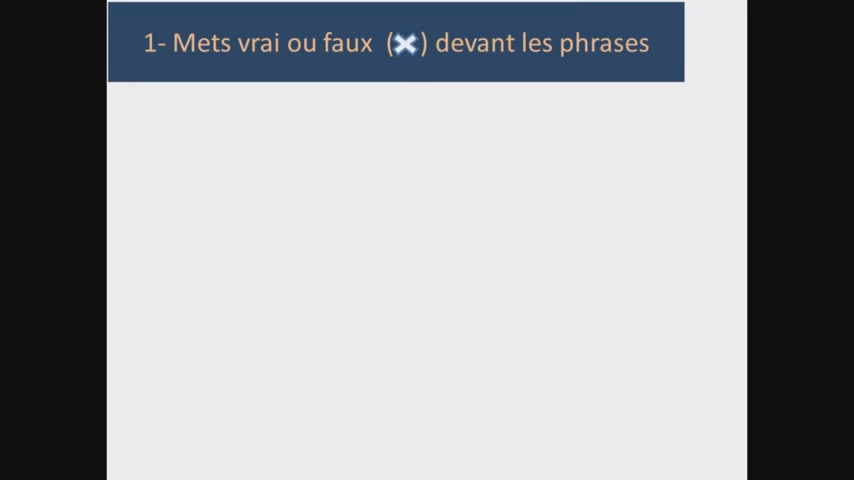 1- Mets vrai ou faux (✖) devant les phrases